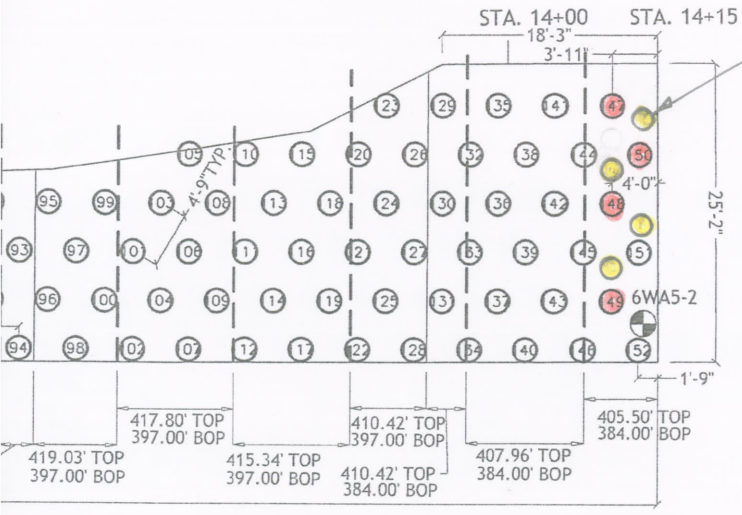 STA. 14+00 STA. 14+15
18'-3"
3'-11"
23 29 35 141 47
05 10 15 20 26 32 38 44 50
4'-9" TYP.
4'-0"
95 99 03 08 13 18 24 30 36 42 48
25'-2"
93 97 01 06 11 16 21 27 33 39 45 151
96 00 04 09 14 19 25 131 37 43 49 6WA5-2
94 98 02 07 12 17 22 28 34 40 46 52
1'-9"
417.80' TOP
397.00' BOP
410.42' TOP
397.00' BOP
405.50' TOP
384.00' BOP
419.03' TOP
397.00' BOP
415.34' TOP
397.00' BOP
410.42' TOP
384.00' BOP
407.96' TOP
384.00' BOP